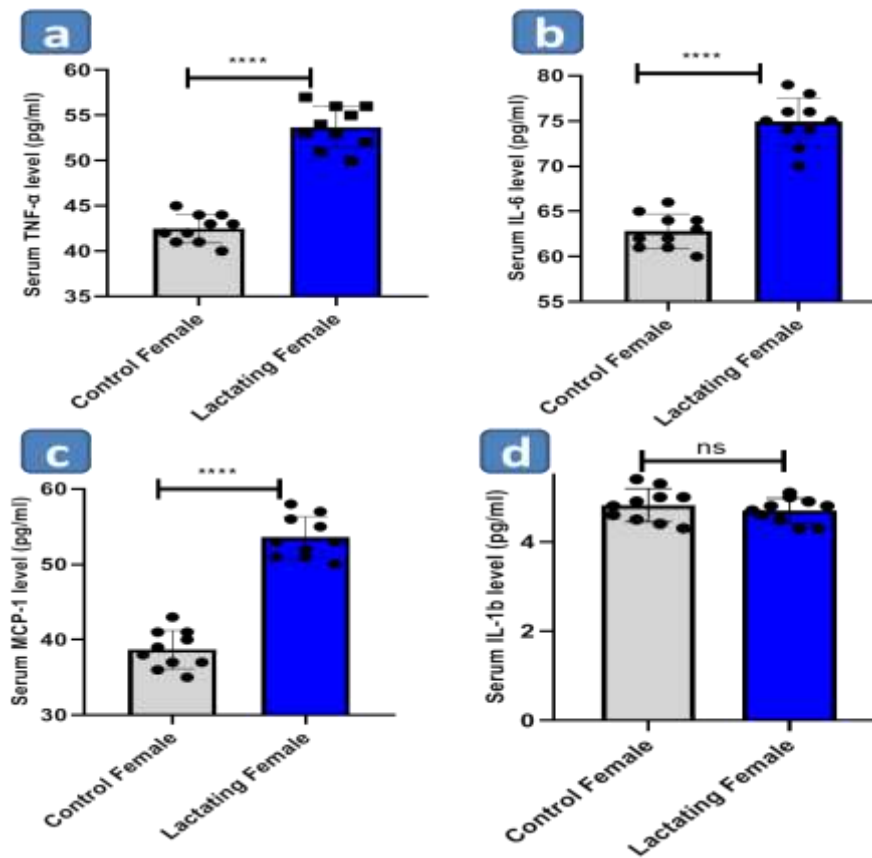 a
****
60
55
50
45
40
35
Serum TNF-α level (pg/ml)
Control Female
Lactating Female
b
****
80
75
70
65
60
55
Serum IL-6 level (pg/ml)
Control Female
Lactating Female
c
****
60
50
40
30
Serum MCP-1 level (pg/ml)
Control Female
Lactating Female
d
ns
4
2
0
Serum IL-1b level (pg/ml)
Control Female
Lactating Female